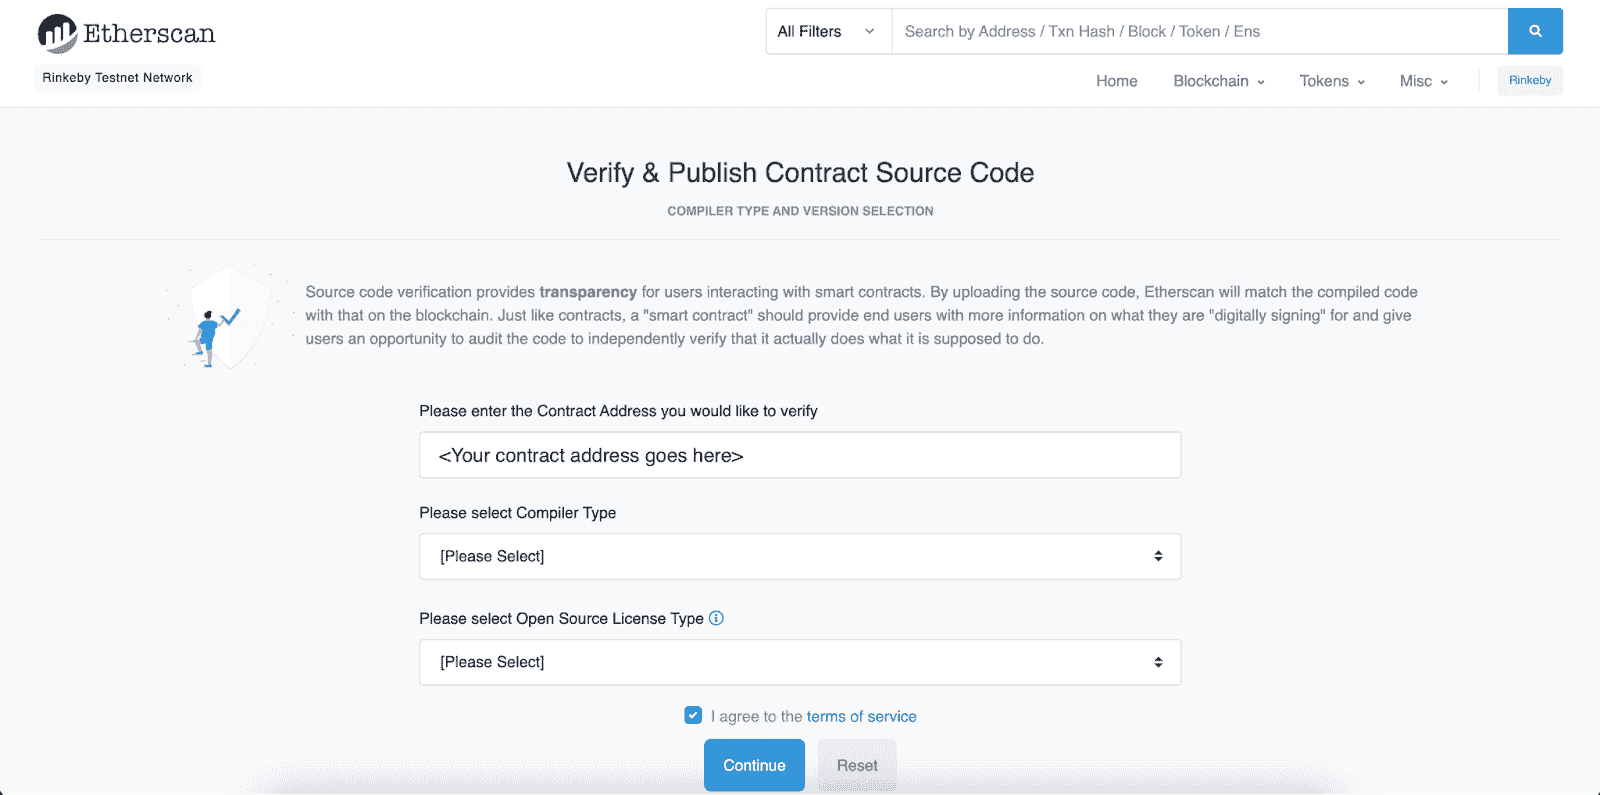 Etherscan
All Filters
Search by Address / Txn Hash / Block / Token / Ens
Rinkeby Testnet Network
Home
Blockchain
Tokens
Misc
Rinkeby
Verify & Publish Contract Source Code
COMPILER TYPE AND VERSION SELECTION
Source code verification provides transparency for users interacting with smart contracts. By uploading the source code, Etherscan will match the compiled code
with that on the blockchain. Just like contracts, a "smart contract" should provide end users with more information on what they are "digitally signing" for and give
users an opportunity to audit the code to independently verify that it actually does what it is supposed to do.
Please enter the Contract Address you would like to verify
<Your contract address goes here>
Please select Compiler Type
[Please Select]
Please select Open Source License Type
[Please Select]
I agree to the terms of service
Continue
Reset